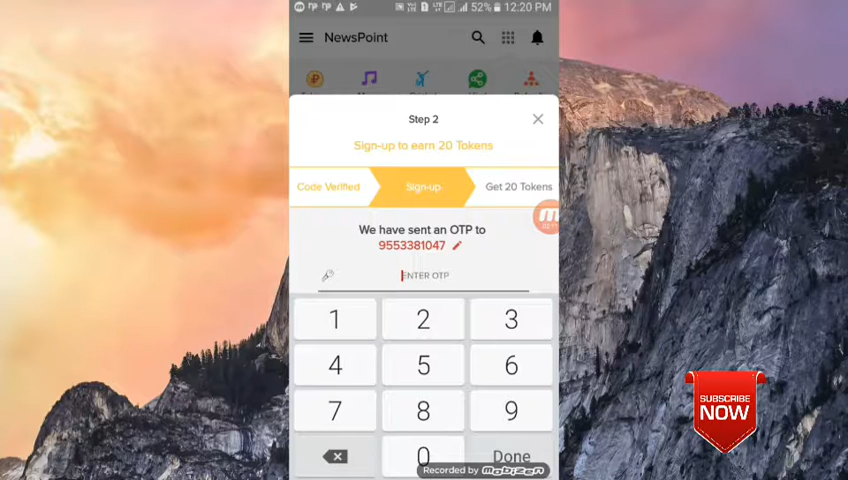 52% 12:20 PM
NewsPoint
Step 2
Sign-up to earn 20 Tokens
Code Verified
Sign-up
Get 20 Tokens
We have sent an OTP to
9553381047
ENTER OTP
1 2 3
4 5 6
7 8 9
0 Done
Recorded by MOBIZEN
SUBSCRIBE
NOW